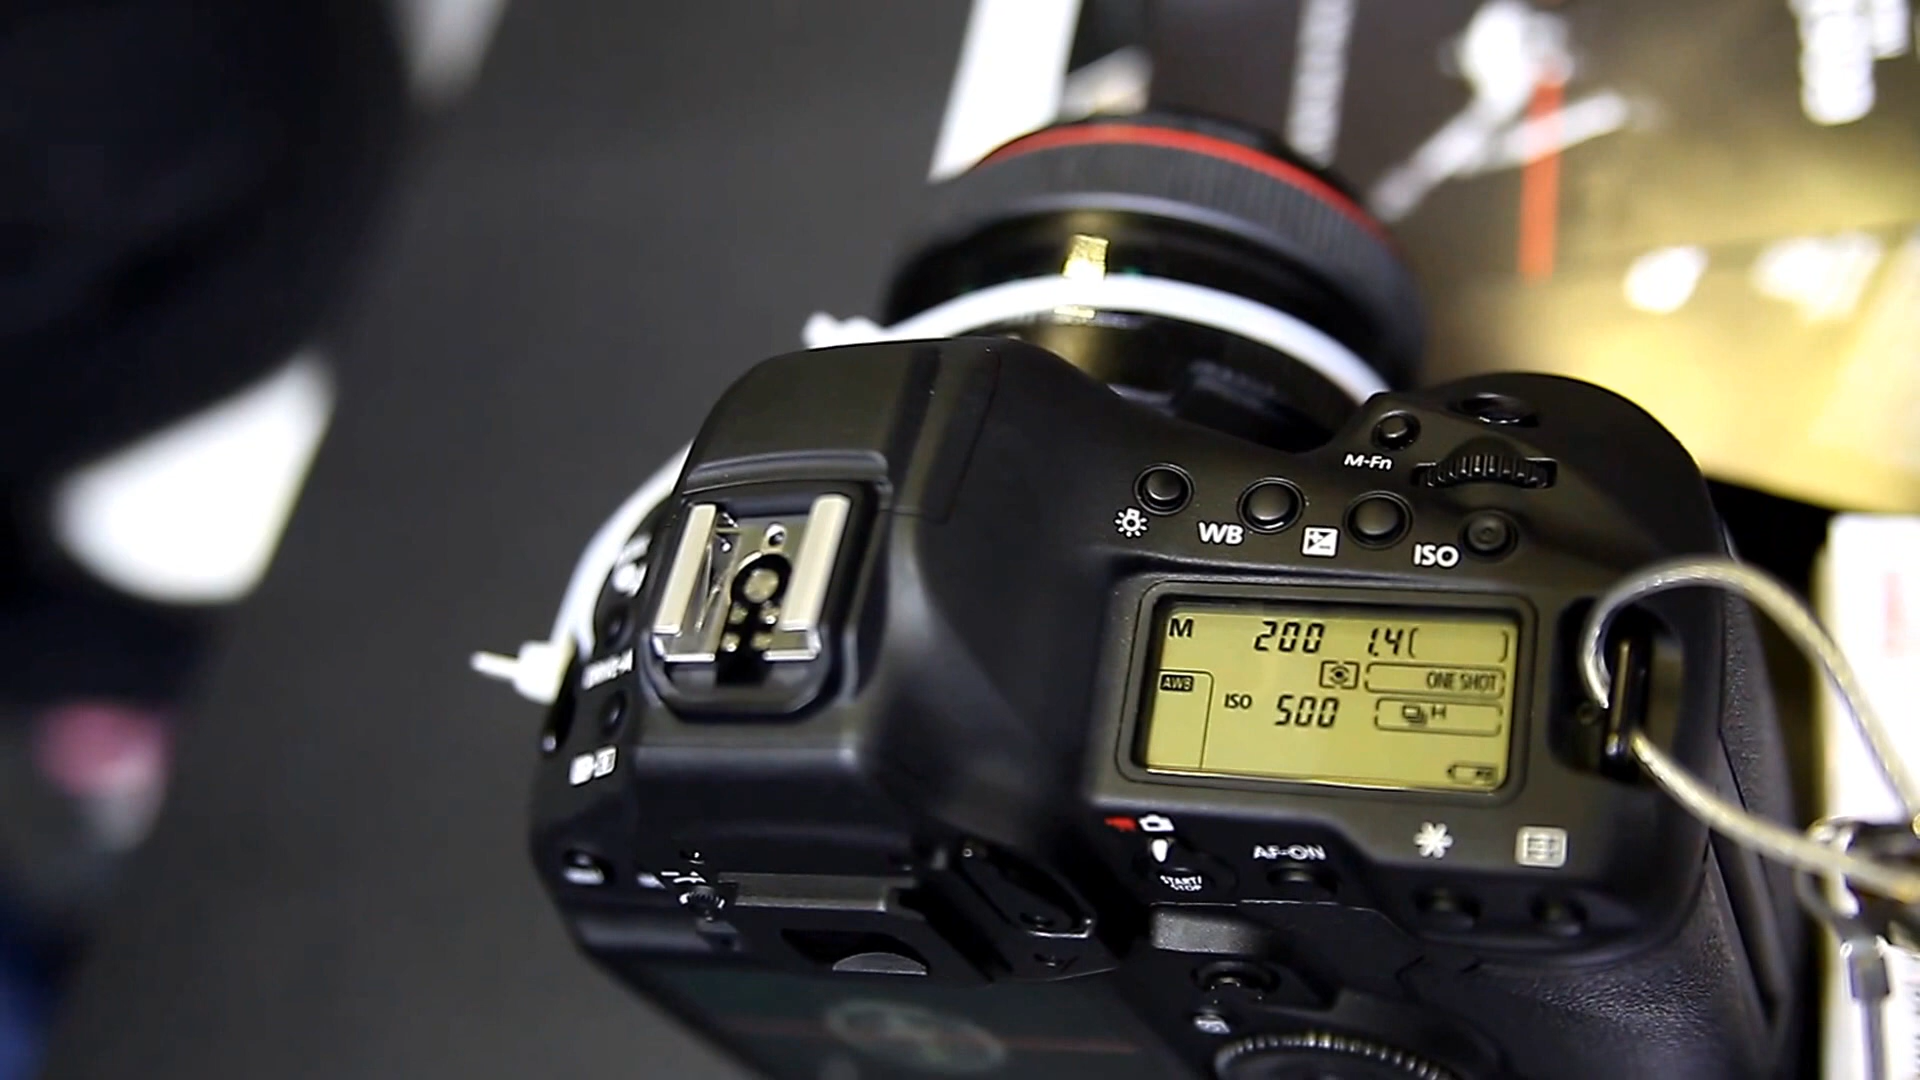 M-Fn
WB
ISO
M 200 1.4
ONE SHOT
AWB
ISO 500 H
AF-ON
START/
STOP